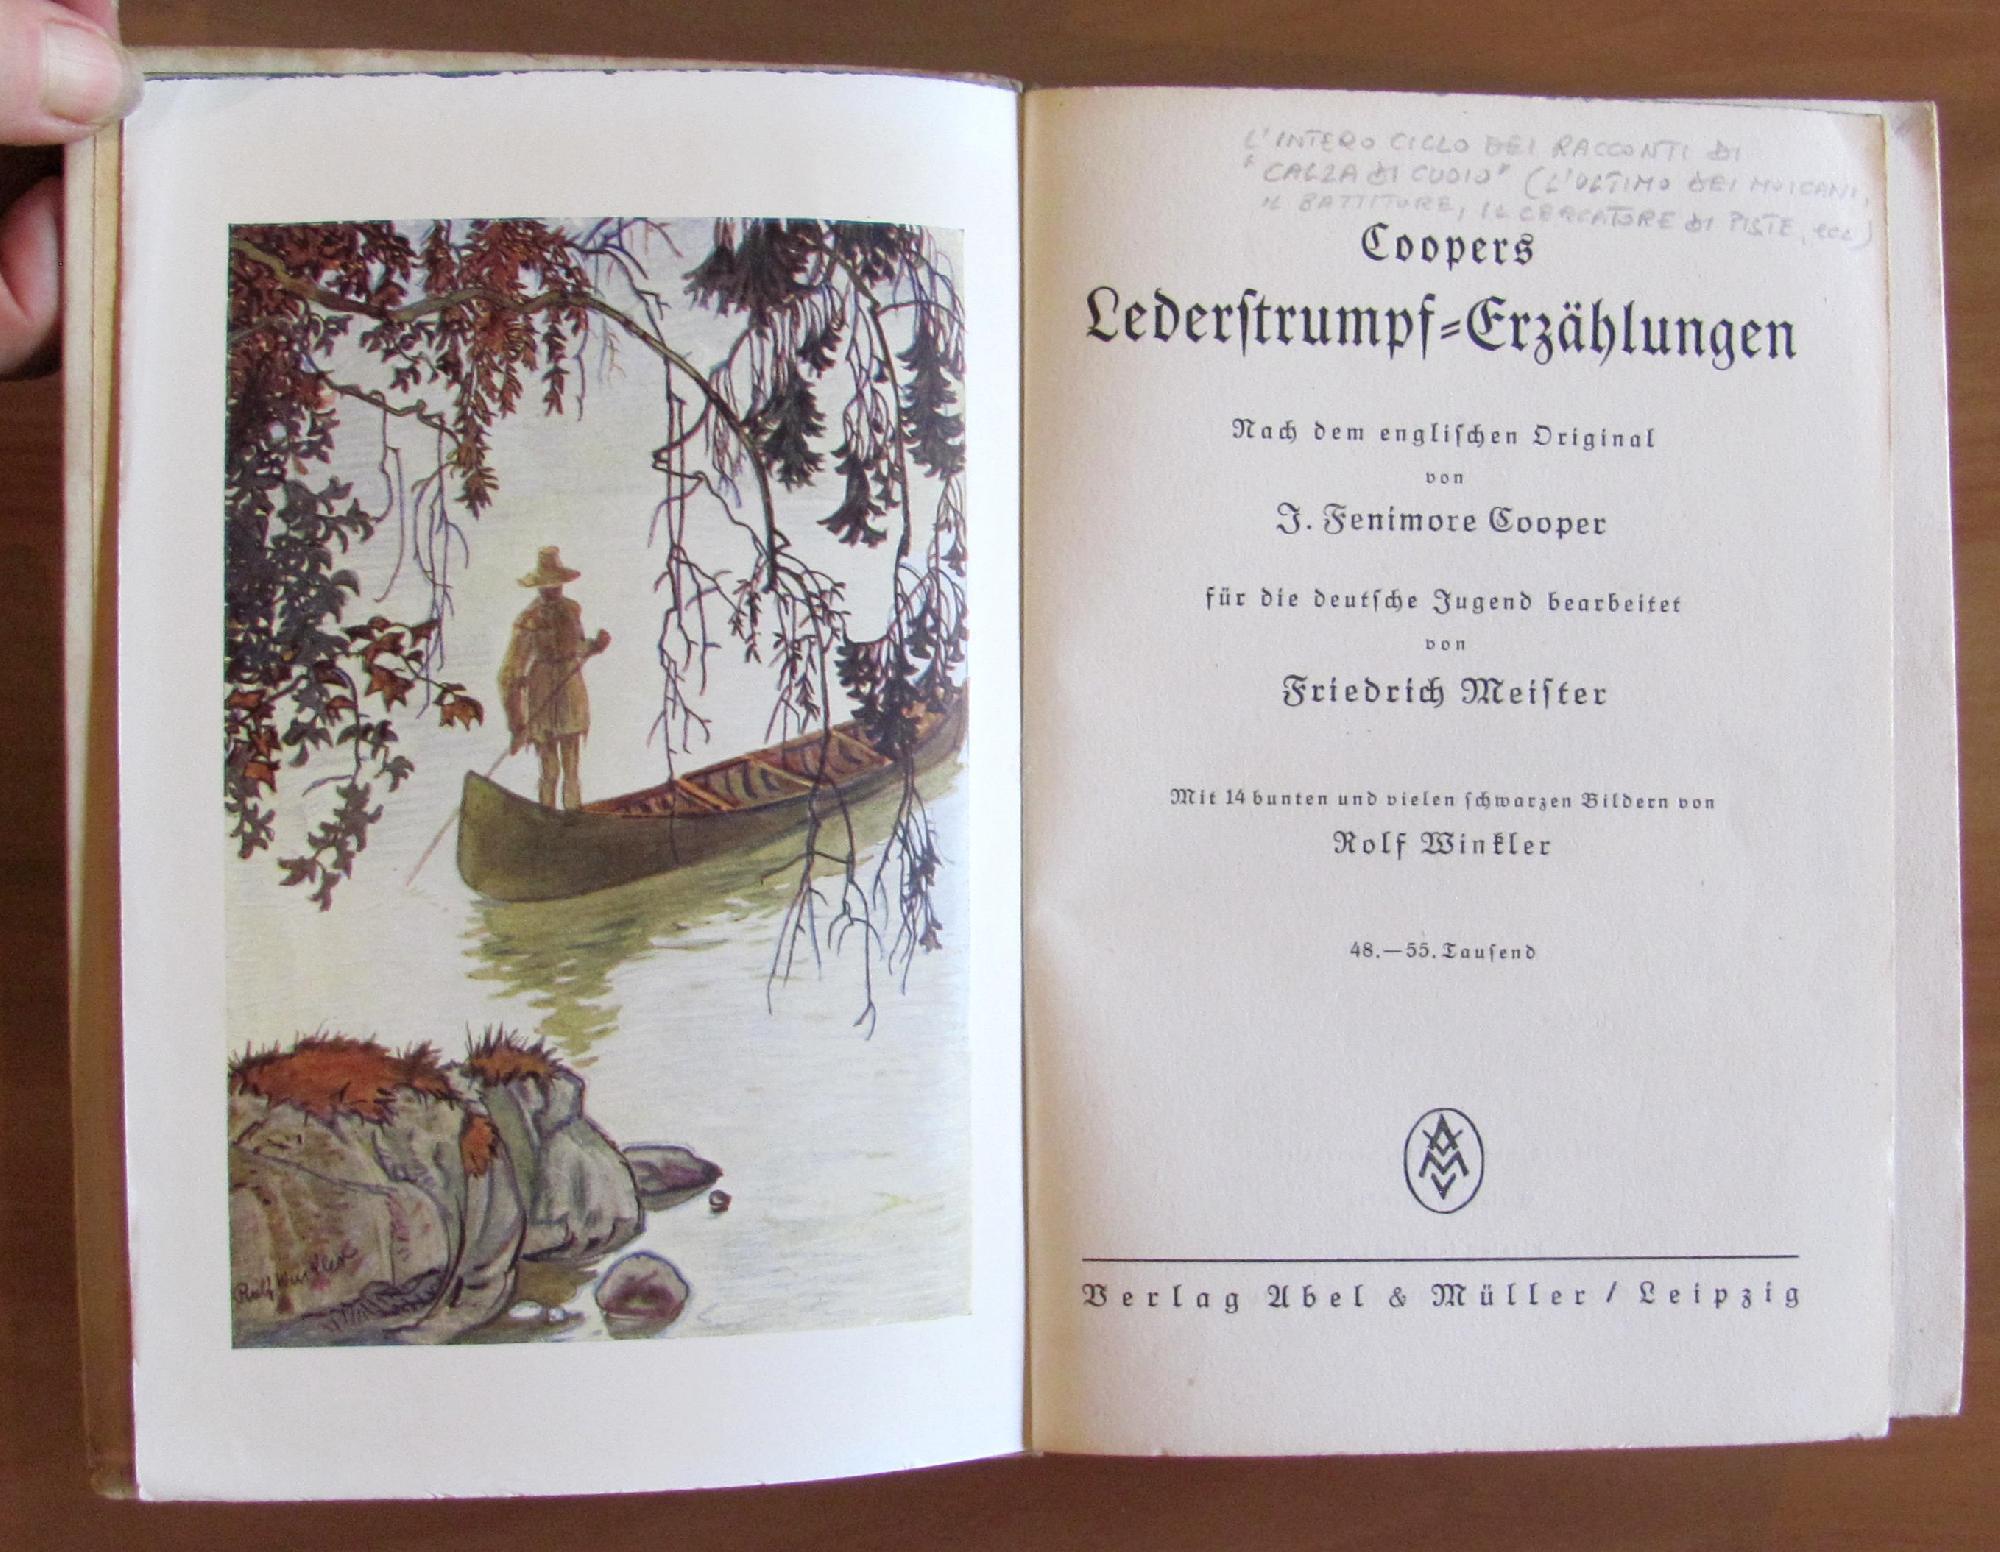 Rolf Winkler
L'INTERO CICLO DEI RACCONTI DI
"CALZA DI CUOIO" (L'ULTIMO DEI MOICANI,
IL BATTITORE, IL CERCATORE DI PISTE, ecc)
Coopers
Lederſtrumpf=Erzählungen
Nach dem engliſchen Original
von
J. Fenimore Cooper
für die deutſche Jugend bearbeitet
von
Friedrich Meiſter
Mit 14 bunten und vielen ſchwarzen Bildern von
Rolf Winkler
48.—55. Tauſend
Verlag Abel & Müller / Leipzig